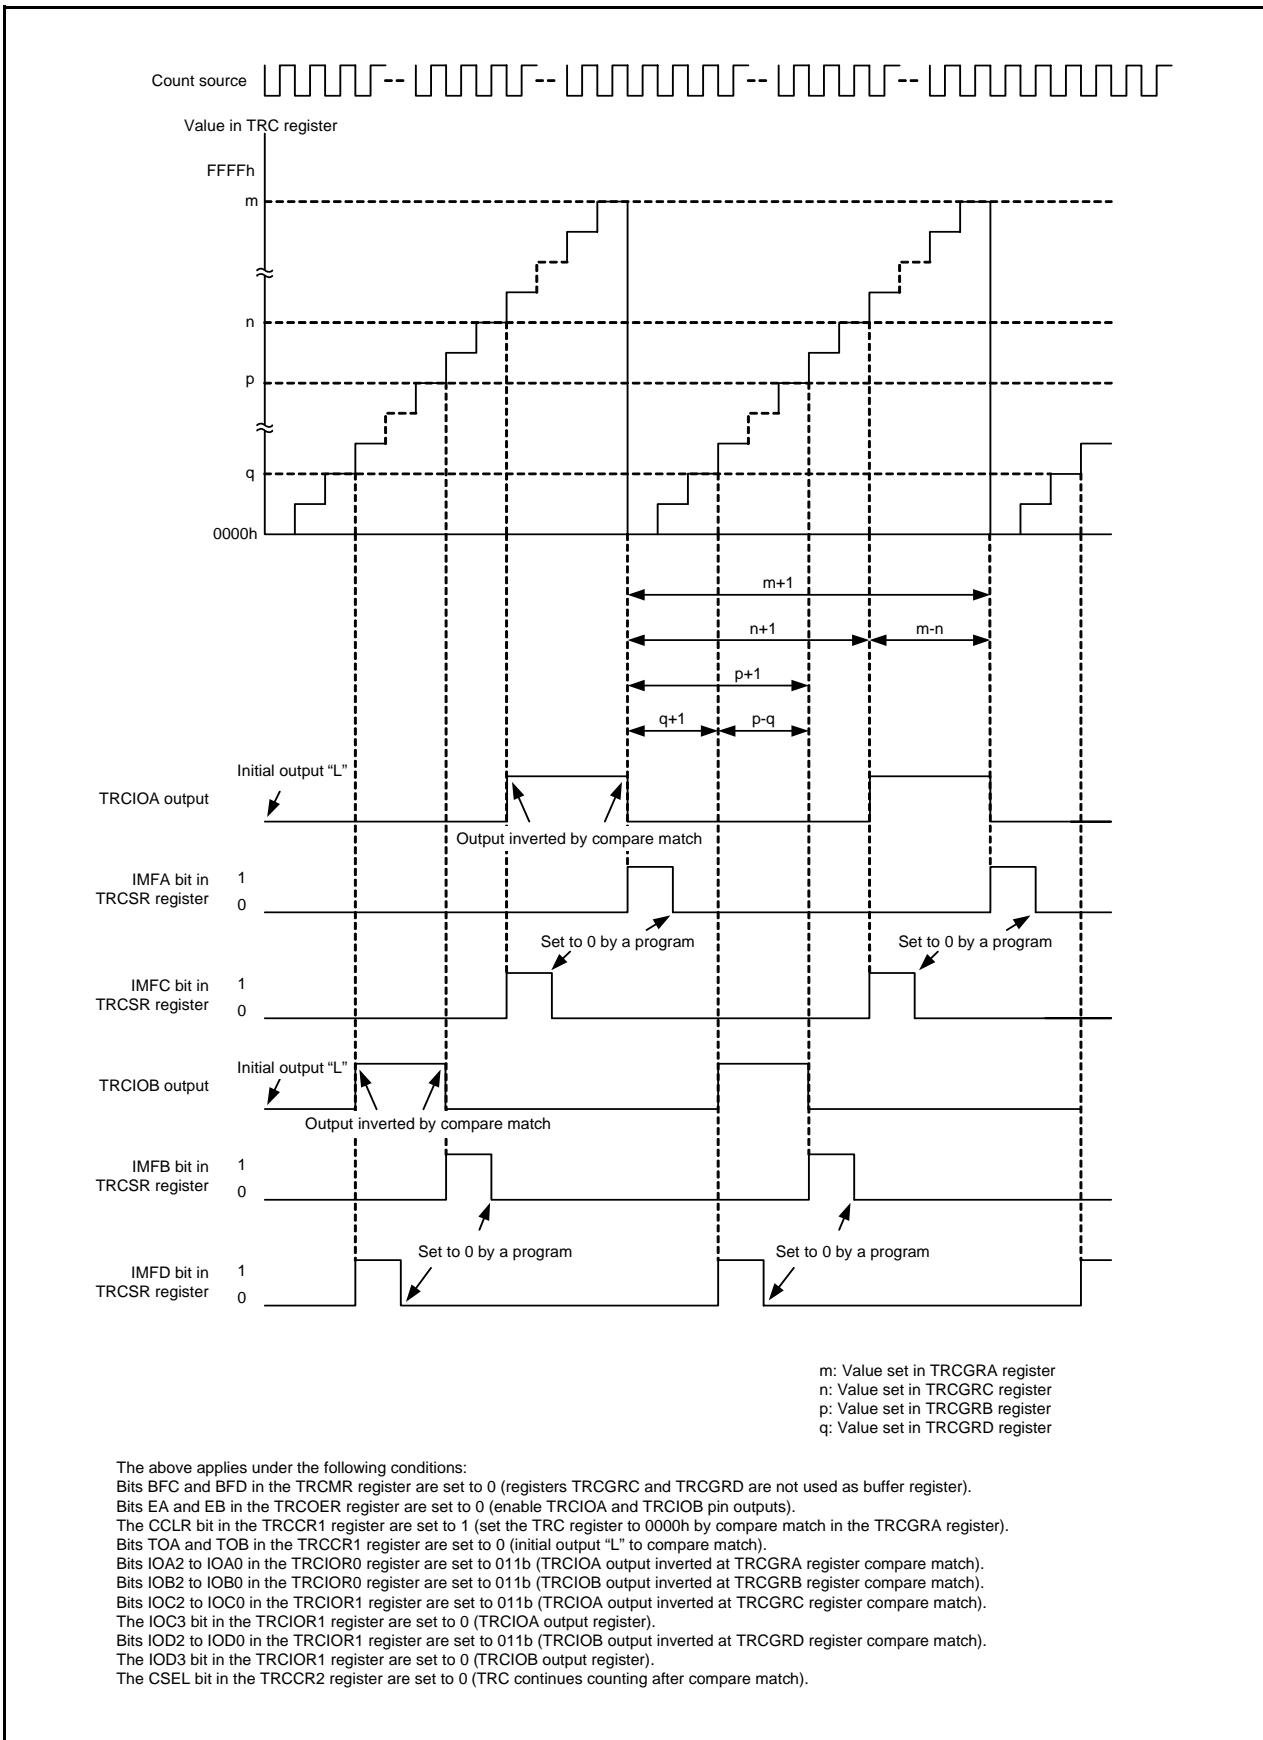 Count source
Value in TRC register
FFFFh
m
n
p
q
0000h
m+1
n+1
m-n
p+1
q+1
p-q
Initial output “L”
TRCIOA output
Output inverted by compare match
IMFA bit in
TRCSR register
1
0
Set to 0 by a program
Set to 0 by a program
IMFC bit in
TRCSR register
1
0
Initial output “L”
TRCIOB output
Output inverted by compare match
IMFB bit in
TRCSR register
1
0
Set to 0 by a program
Set to 0 by a program
IMFD bit in
TRCSR register
1
0
m: Value set in TRCGRA register
n: Value set in TRCGRC register
p: Value set in TRCGRB register
q: Value set in TRCGRD register
The above applies under the following conditions:
Bits BFC and BFD in the TRCMR register are set to 0 (registers TRCGRC and TRCGRD are not used as buffer register).
Bits EA and EB in the TRCOER register are set to 0 (enable TRCIOA and TRCIOB pin outputs).
The CCLR bit in the TRCCR1 register are set to 1 (set the TRC register to 0000h by compare match in the TRCGRA register).
Bits TOA and TOB in the TRCCR1 register are set to 0 (initial output “L” to compare match).
Bits IOA2 to IOA0 in the TRCIOR0 register are set to 011b (TRCIOA output inverted at TRCGRA register compare match).
Bits IOB2 to IOB0 in the TRCIOR0 register are set to 011b (TRCIOB output inverted at TRCGRB register compare match).
Bits IOC2 to IOC0 in the TRCIOR1 register are set to 011b (TRCIOA output inverted at TRCGRC register compare match).
The IOC3 bit in the TRCIOR1 register are set to 0 (TRCIOA output register).
Bits IOD2 to IOD0 in the TRCIOR1 register are set to 011b (TRCIOB output inverted at TRCGRD register compare match).
The IOD3 bit in the TRCIOR1 register are set to 0 (TRCIOB output register).
The CSEL bit in the TRCCR2 register are set to 0 (TRC continues counting after compare match).